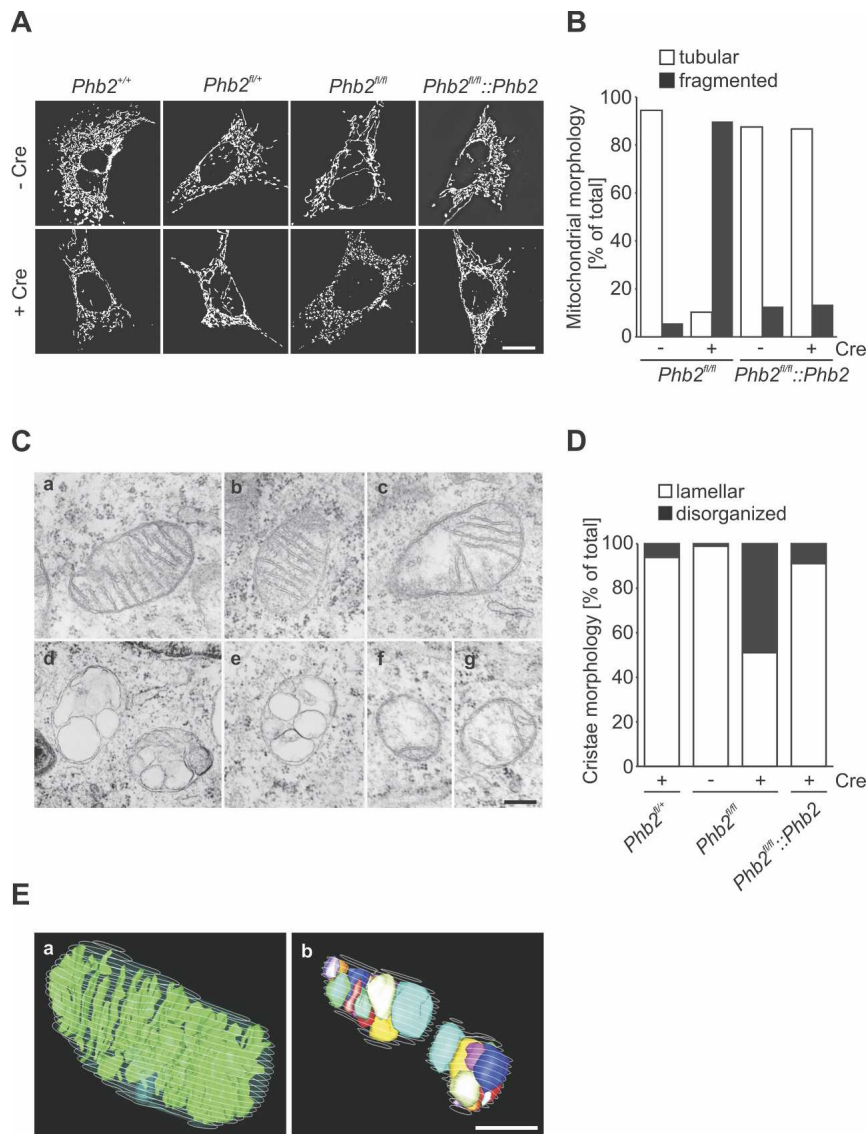 A
Phb2+/+ Phb2fl/+ Phb2fl/fl Phb2fl/fl::Phb2
- Cre
+ Cre
B
tubular
fragmented
Mitochondrial morphology
[% of total]
100
80
60
40
20
0
- + - + Cre
Phb2fl/fl Phb2fl/fl::Phb2
C
a b c
d e f g
D
lamellar
disorganized
Cristae morphology [% of total]
100
80
60
40
20
0
+ - + + Cre
Phb2fl/+ Phb2fl/fl Phb2fl/fl::Phb2
E
a b